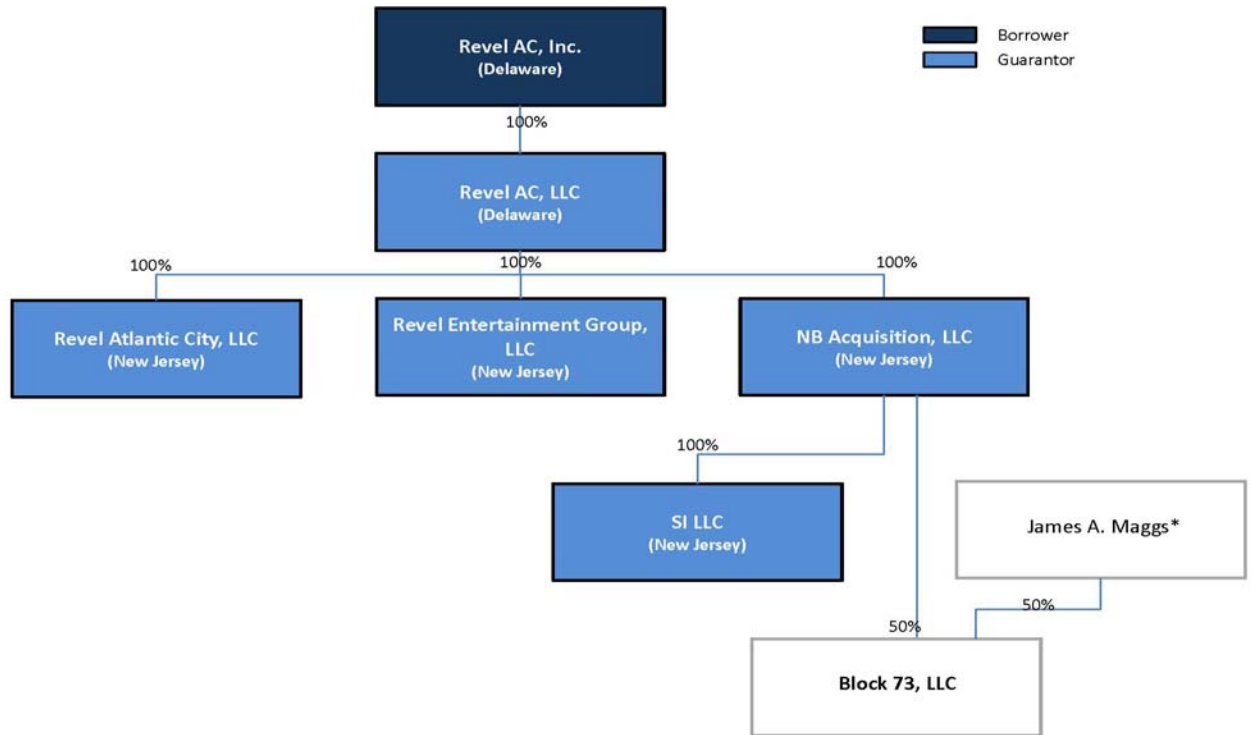 Revel AC, Inc.
(Delaware)
Borrower
Guarantor
100%
Revel AC, LLC
(Delaware)
100%
100%
100%
Revel Atlantic City, LLC
(New Jersey)
Revel Entertainment Group,
LLC
(New Jersey)
NB Acquisition, LLC
(New Jersey)
100%
SI LLC
(New Jersey)
James A. Maggs*
50%
50%
Block 73, LLC